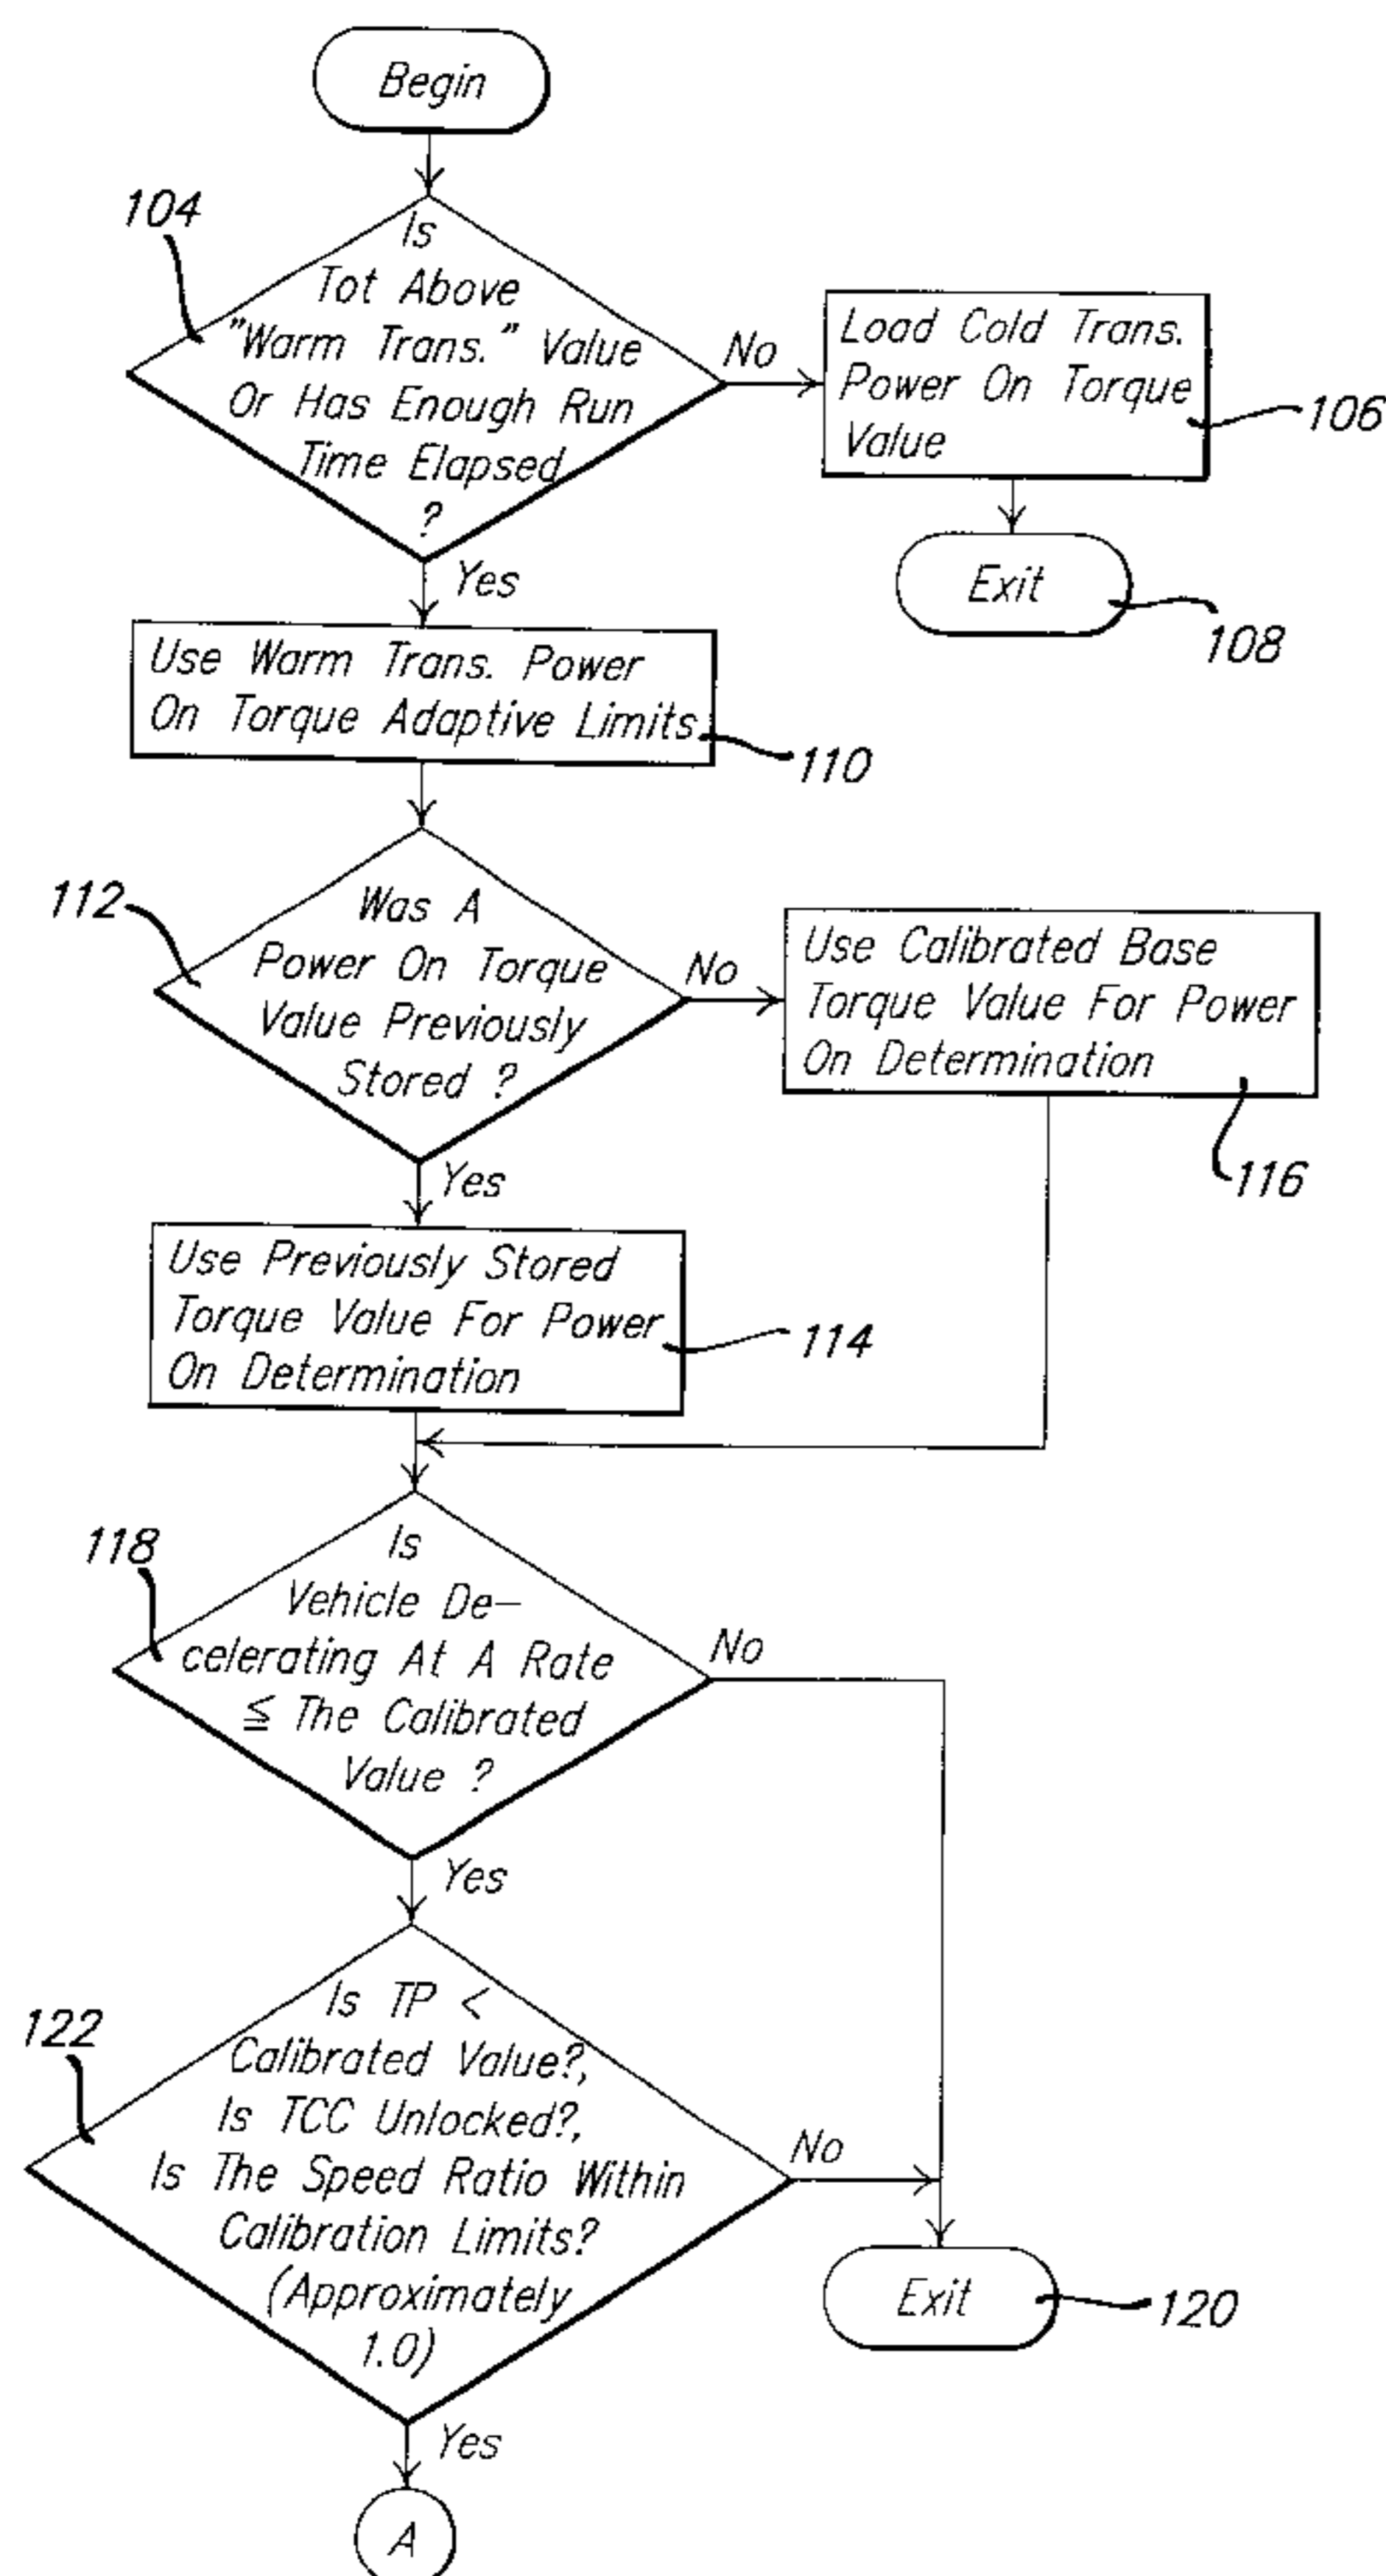 Begin
104
Is
Tot Above
"Warm Trans." Value
Or Has Enough Run
Time Elapsed
?
No
Load Cold Trans.
Power On Torque
Value
106
Exit
108
Yes
Use Warm Trans. Power
On Torque Adaptive Limits
110
112
Was A
Power On Torque
Value Previously
Stored ?
No
Use Calibrated Base
Torque Value For Power
On Determination
116
Yes
Use Previously Stored
Torque Value For Power
On Determination
114
118
Is
Vehicle De-
celerating At A Rate
≦ The Calibrated
Value ?
No
Yes
122
Is TP <
Calibrated Value?,
Is TCC Unlocked?,
Is The Speed Ratio Within
Calibration Limits?
(Approximately
1.0)
No
Exit
120
Yes
A